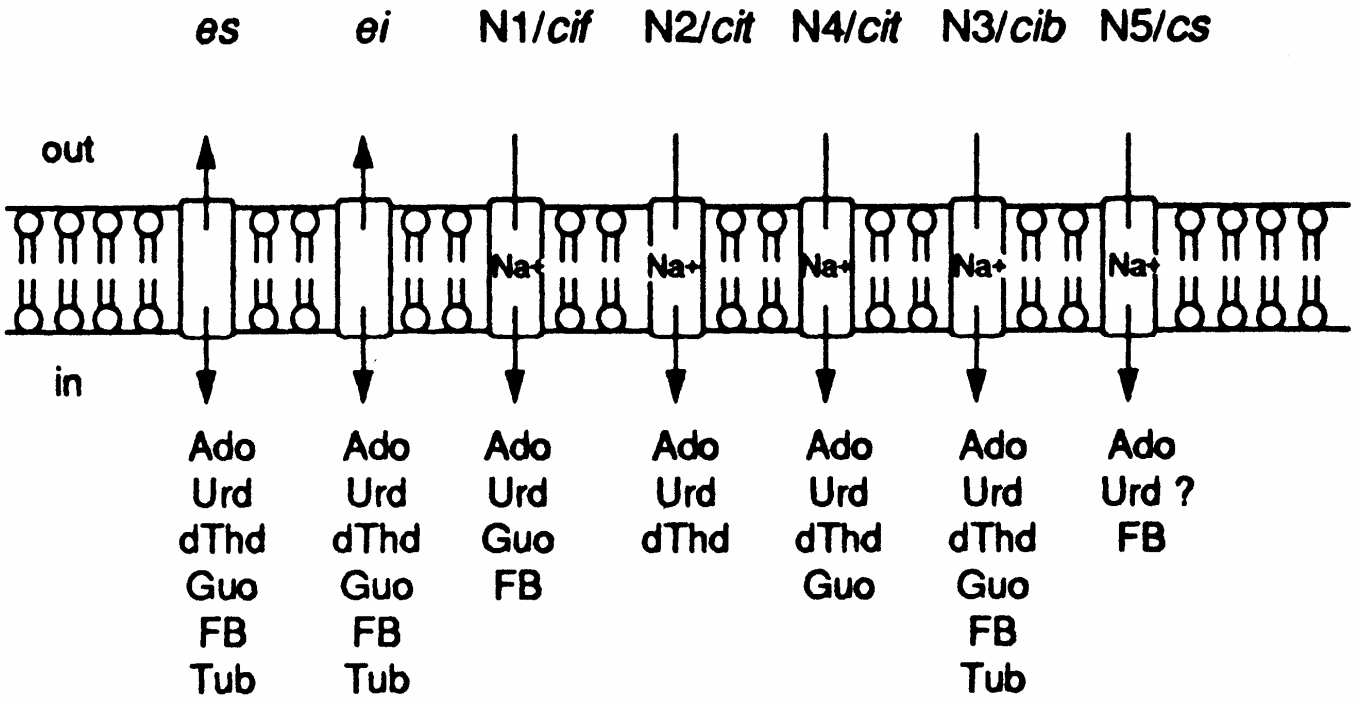 es ei N1/cif N2/cit N4/cit N3/cib N5/cs
out
Na+ Na+ Na+ Na+ Na+
in
Ado Ado Ado Ado Ado Ado Ado
Urd Urd Urd Urd Urd Urd Urd ?
dThd dThd Guo dThd dThd dThd FB
Guo Guo FB Guo Guo
FB FB FB
Tub Tub Tub